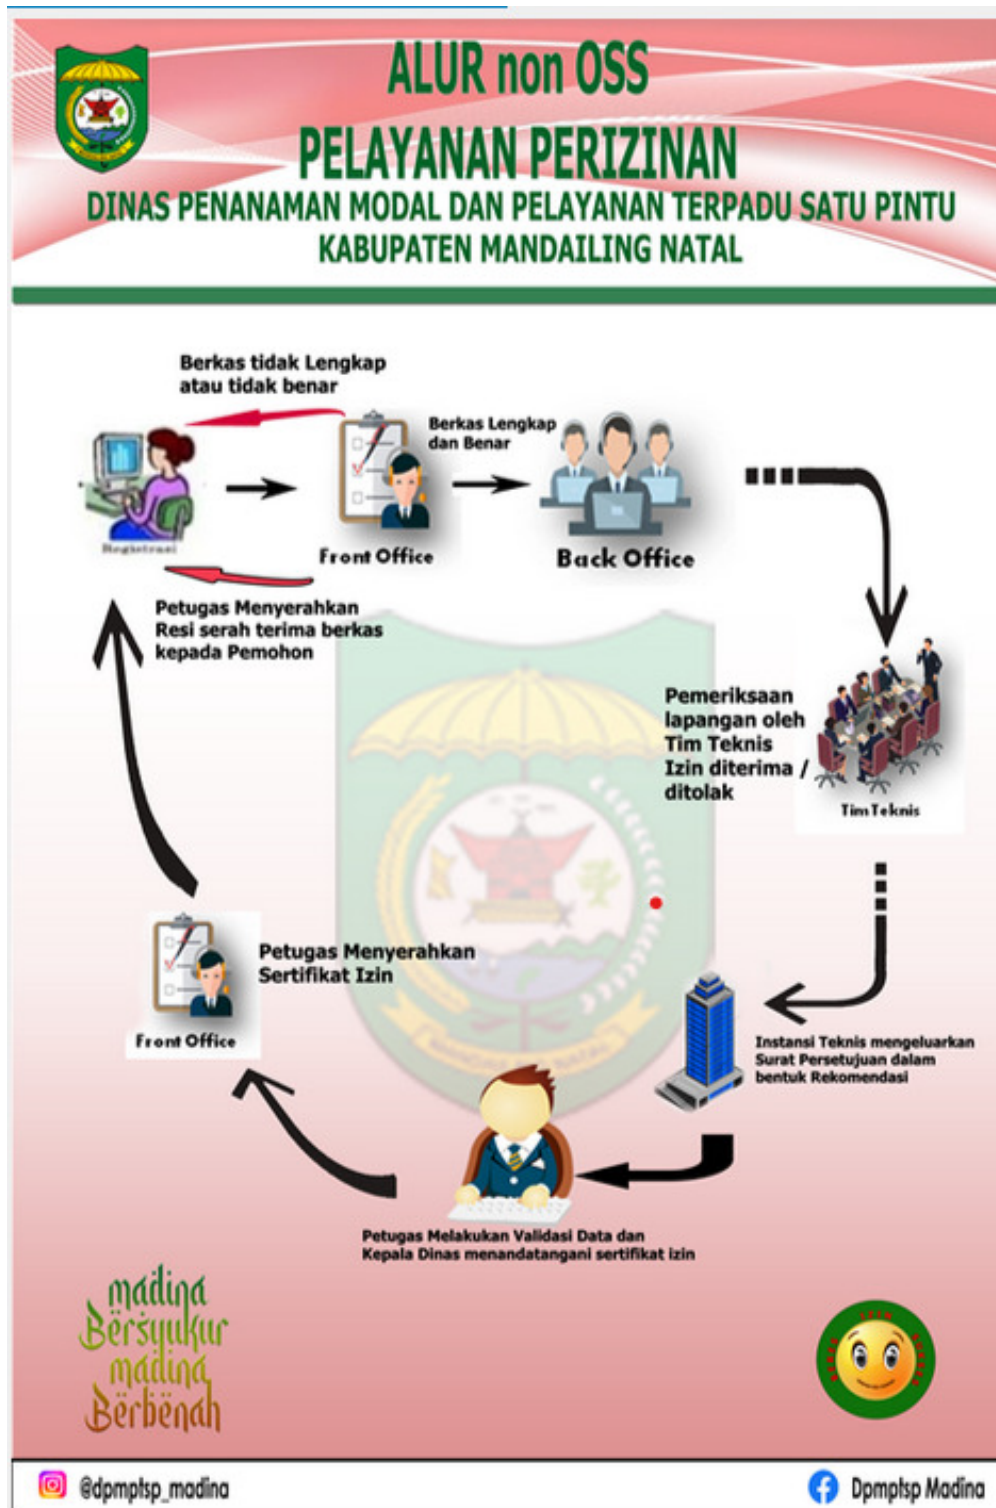 ALUR non OSS
PELAYANAN PERIZINAN
DINAS PENANAMAN MODAL DAN PELAYANAN TERPADU SATU PINTU
KABUPATEN MANDAILING NATAL
Berkas tidak Lengkap
atau tidak benar
Berkas Lengkap
dan Benar
Registrasi
Front Office
Back Office
Petugas Menyerahkan
Resi serah terima berkas
kepada Pemohon
Pemeriksaan
lapangan oleh
Tim Teknis
Izin diterima /
ditolak
Tim Teknis
Petugas Menyerahkan
Sertifikat Izin
Front Office
Instansi Teknis mengeluarkan
Surat Persetujuan dalam
bentuk Rekomendasi
Petugas Melakukan Validasi Data dan
Kepala Dinas menandatangani sertifikat izin
madina
Bersyukur
madina
Berbenah
@dpmptsp_madina
Dpmptsp Madina